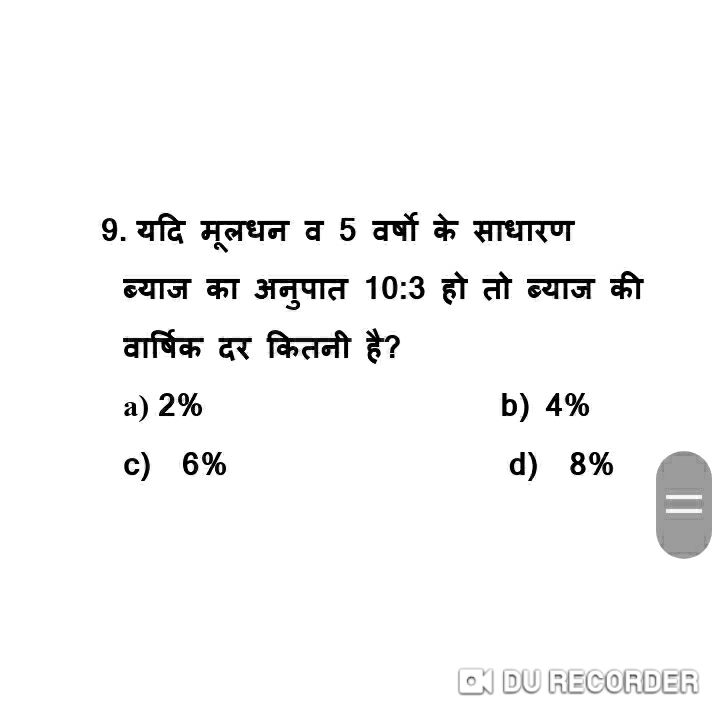 9. यदि मूलधन व 5 वर्षो के साधारण
ब्याज का अनुपात 10:3 हो तो ब्याज की
वार्षिक दर कितनी है?
a) 2% b) 4%
c) 6% d) 8%
DU RECORDER